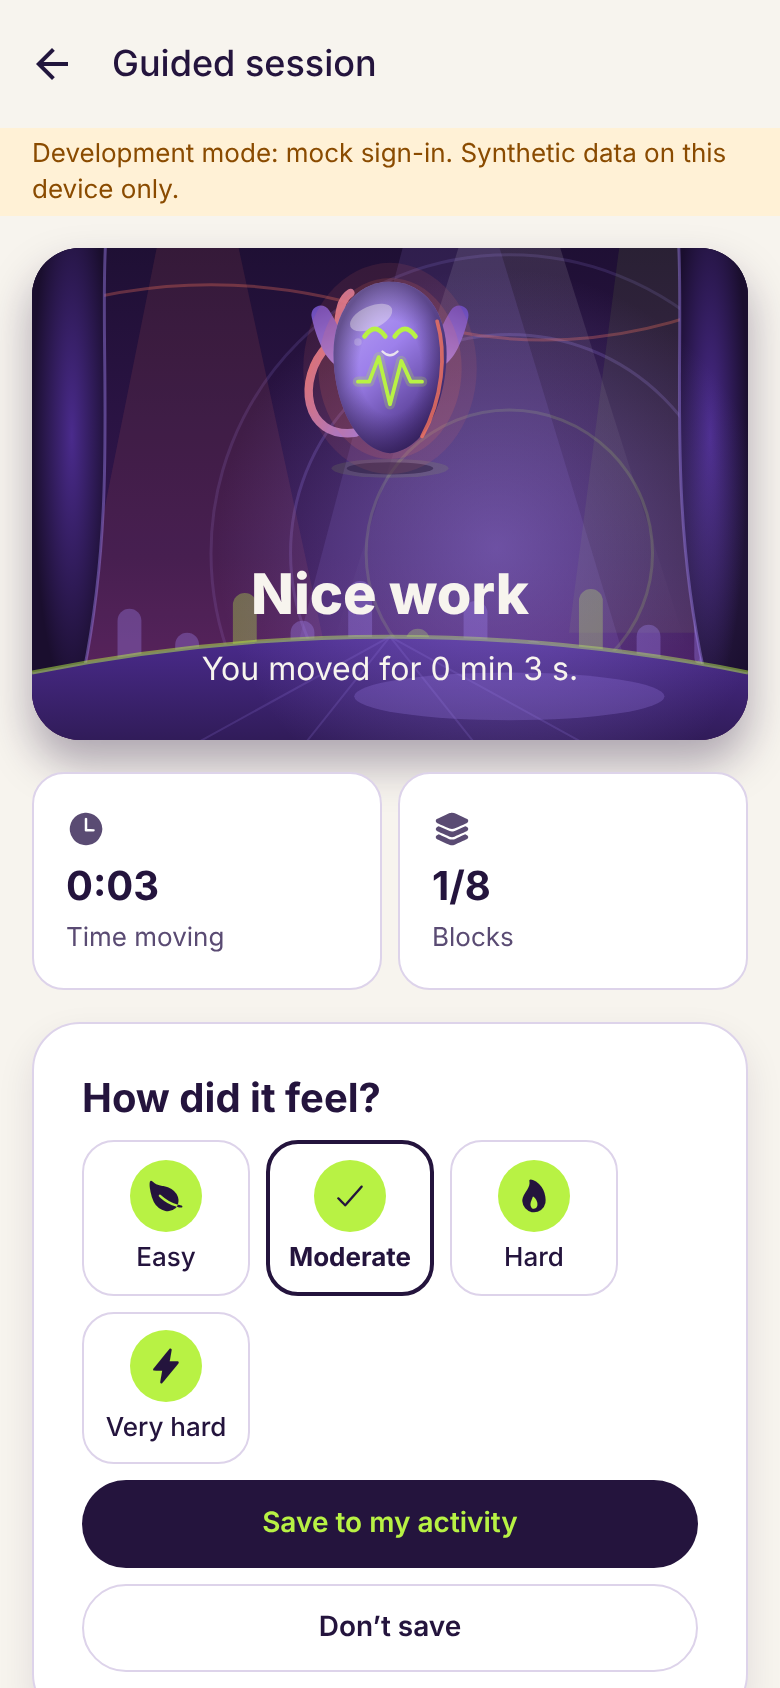 Guided session
Development mode: mock sign-in. Synthetic data on this
device only.
Nice work
You moved for 0 min 3 s.
0:03
Time moving
1/8
Blocks
How did it feel?
Easy
Moderate
Hard
Very hard
Save to my activity
Don’t save